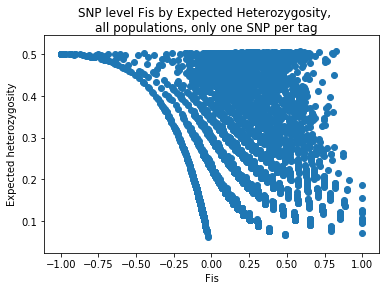 SNP level Fis by Expected Heterozygosity,
all populations, only one SNP per tag
Expected heterozygosity
0.5
0.4
0.3
0.2
0.1
−1.00 −0.75 −0.50 −0.25 0.00 0.25 0.50 0.75 1.00
Fis